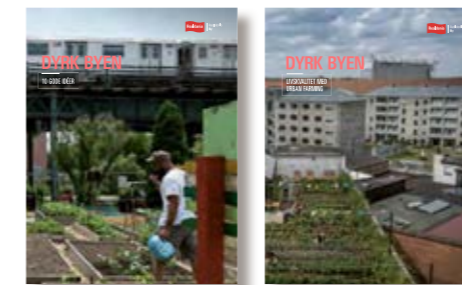 DYRK BYEN
10 GODE IDÉER
DYRK BYEN
LIVSKVALITET MED
URBAN FARMING